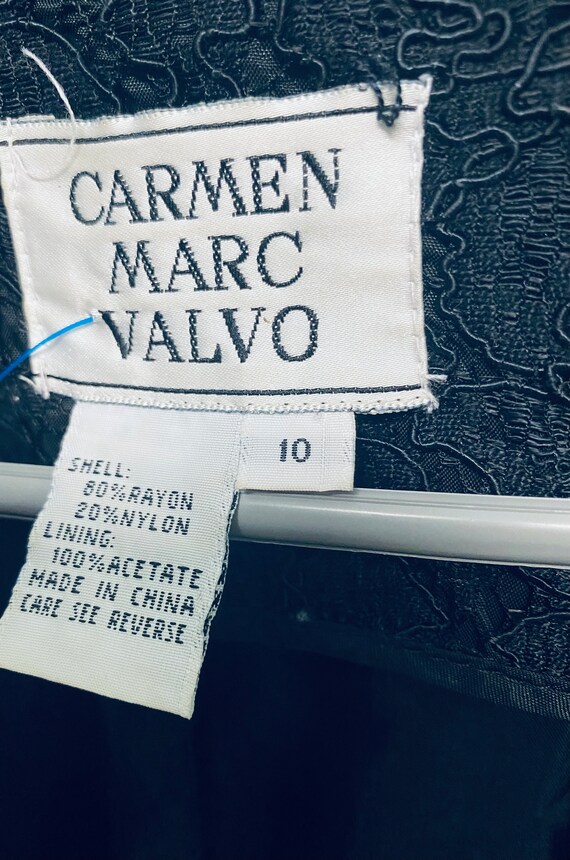 CARMEN
MARC
VALVO
10
SHELL:
80%RAYON
20%NYLON
LINING:
100%ACETATE
MADE IN CHINA
CARE SEE REVERSE